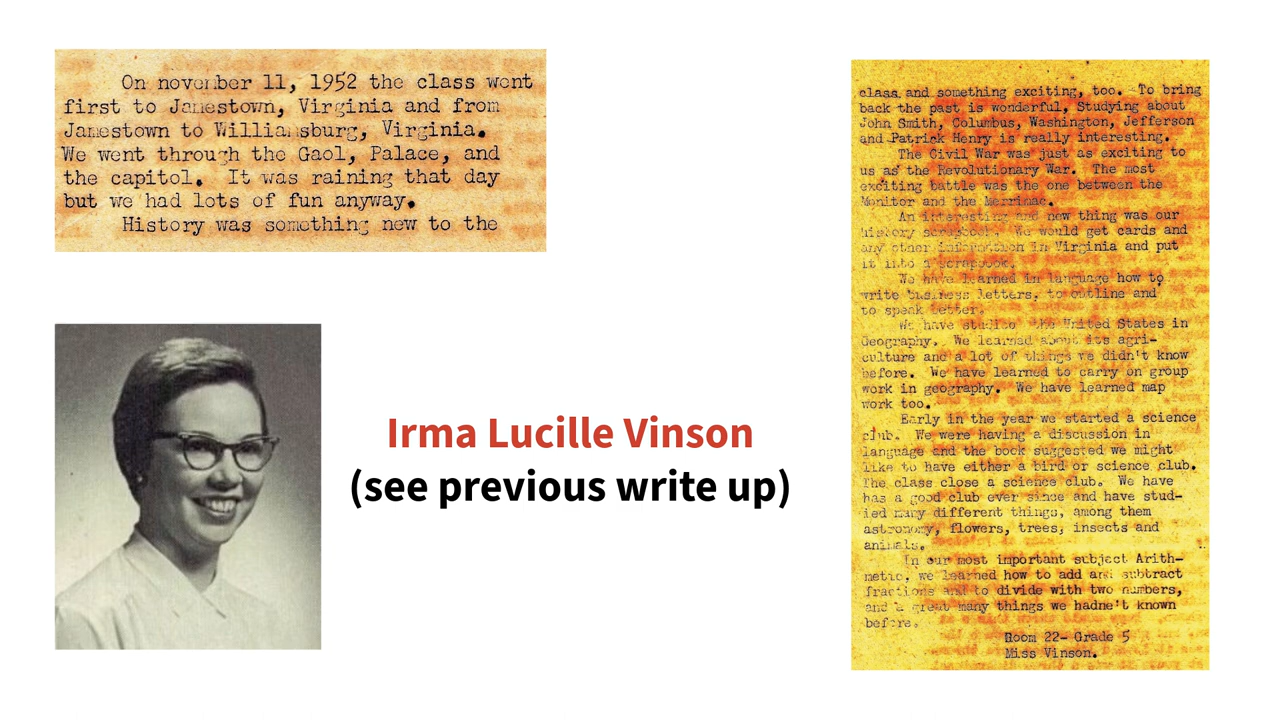 On november 11, 1952 the class went
first to Jamestown, Virginia and from
Jamestown to Williamsburg, Virginia.
We went through the Gaol, Palace, and
the capitol. It was raining that day
but we had lots of fun anyway.
History was something new to the
Irma Lucille Vinson
(see previous write up)
class and something exciting, too. To bring
back the past is wonderful, Studying about
John Smith, Columbus, Washington, Jefferson
and Patrick Henry is really interesting.
The Civil War was just as exciting to
us as the Revolutionary War. The most
exciting battle was the one between the
Monitor and the Merrimac.
An interesting and new thing was our
history scrapbook. We would get cards and
any other information in Virginia and put
it into a scrapbook.
We have learned in language how to
write business letters, to outline and
to speak better.
We have studied the United States in
Geography. We learned about its agri-
culture and a lot of things we didn't know
before. We have learned to carry on group
work in geography. We have learned map
work too.
Early in the year we started a science
club. We were having a discussion in
language and the book suggested we might
like to have either a bird or science club.
The class close a science club. We have
has a good club ever since and have stud-
ied many different things, among them
astronomy, flowers, trees, insects and
animals.
In our most important subject Arith-
metic, we learned how to add and subtract
fractions and to divide with two numbers,
and a great many things we hadne't known
before.
Room 22- Grade 5
Miss Vinson.